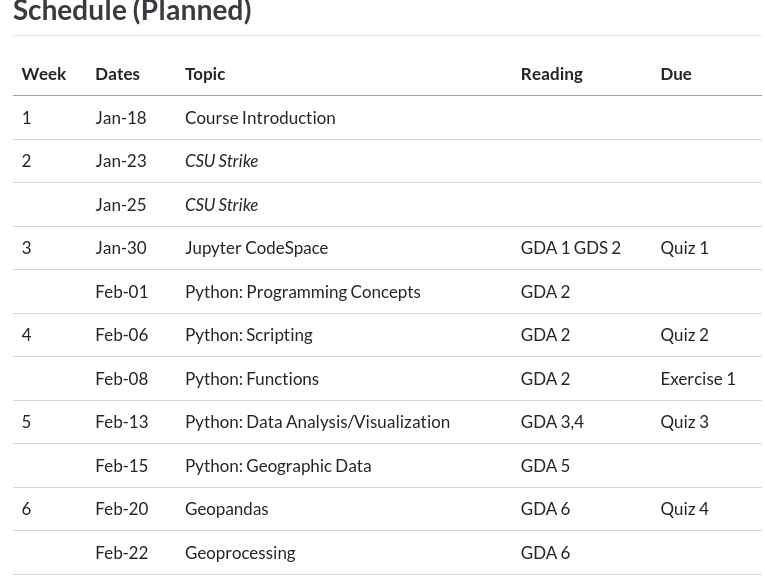 Schedule (Planned)
Week Dates Topic Reading Due
1 Jan-18 Course Introduction
2 Jan-23 CSU Strike
Jan-25 CSU Strike
3 Jan-30 Jupyter CodeSpace GDA 1 GDS 2 Quiz 1
Feb-01 Python: Programming Concepts GDA 2
4 Feb-06 Python: Scripting GDA 2 Quiz 2
Feb-08 Python: Functions GDA 2 Exercise 1
5 Feb-13 Python: Data Analysis/Visualization GDA 3,4 Quiz 3
Feb-15 Python: Geographic Data GDA 5
6 Feb-20 Geopandas GDA 6 Quiz 4
Feb-22 Geoprocessing GDA 6